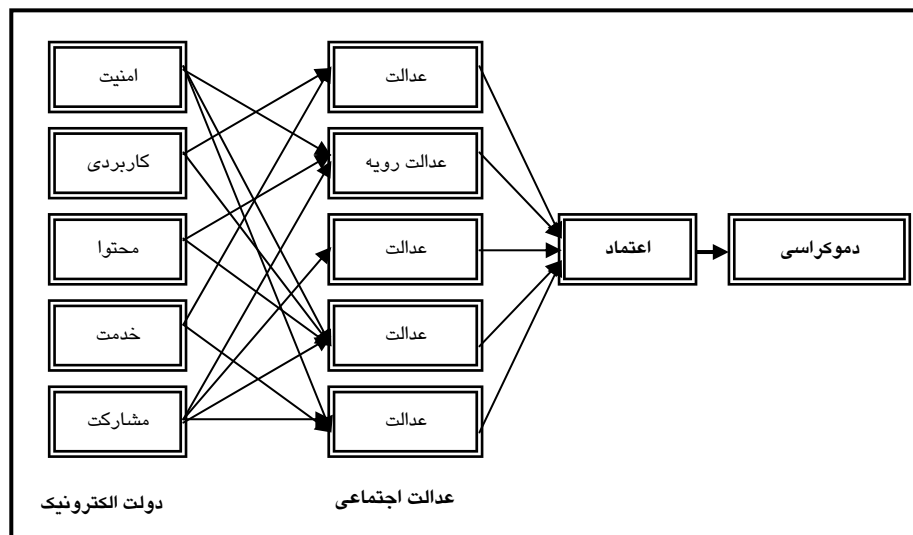 امنیت
کاربردی
محتوا
خدمت
مشارکت
دولت الکترونیک
عدالت
عدالت رویه
عدالت
عدالت
عدالت
عدالت اجتماعی
اعتماد
دموکراسی